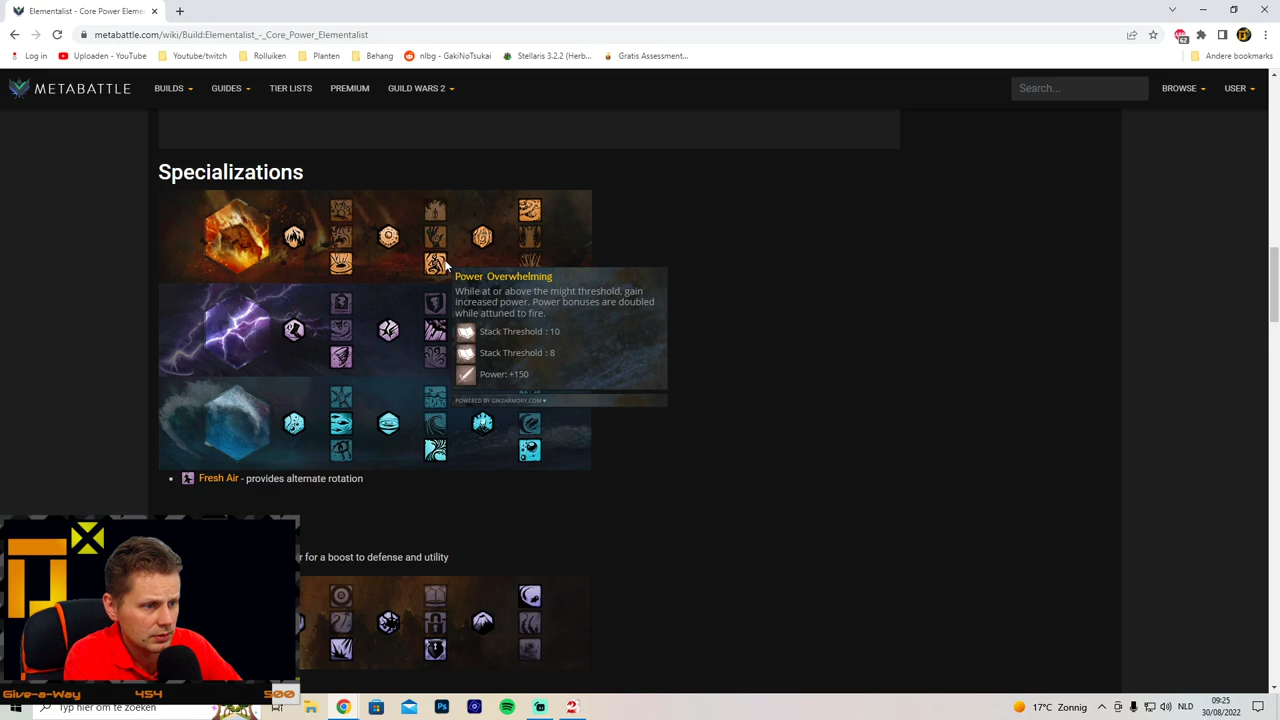 Elementalist - Core Power Eleme
metabattle.com/wiki/Build:Elementalist_-_Core_Power_Elementalist
62
Log in
Uploaden - YouTube
Youtube/twitch
Rolluiken
Planten
Behang
nlbg - GakiNoTsukai
Stellaris 3.2.2 (Herb...
Gratis Assessment...
Andere bookmarks
METABATTLE
BUILDS
GUIDES
TIER LISTS
PREMIUM
GUILD WARS 2
Search...
BROWSE
USER
Specializations
Power Overwhelming
While at or above the might threshold, gain
increased power. Power bonuses are doubled
while attuned to fire.
Stack Threshold : 10
Stack Threshold : 8
Power: +150
POWERED BY GW2ARMORY.COM
Fresh Air - provides alternate rotation
r for a boost to defense and utility
Give-a-Way 454 500
Typ hier om te zoeken
17°C Zonnig
NLD
09:25
30/08/2022